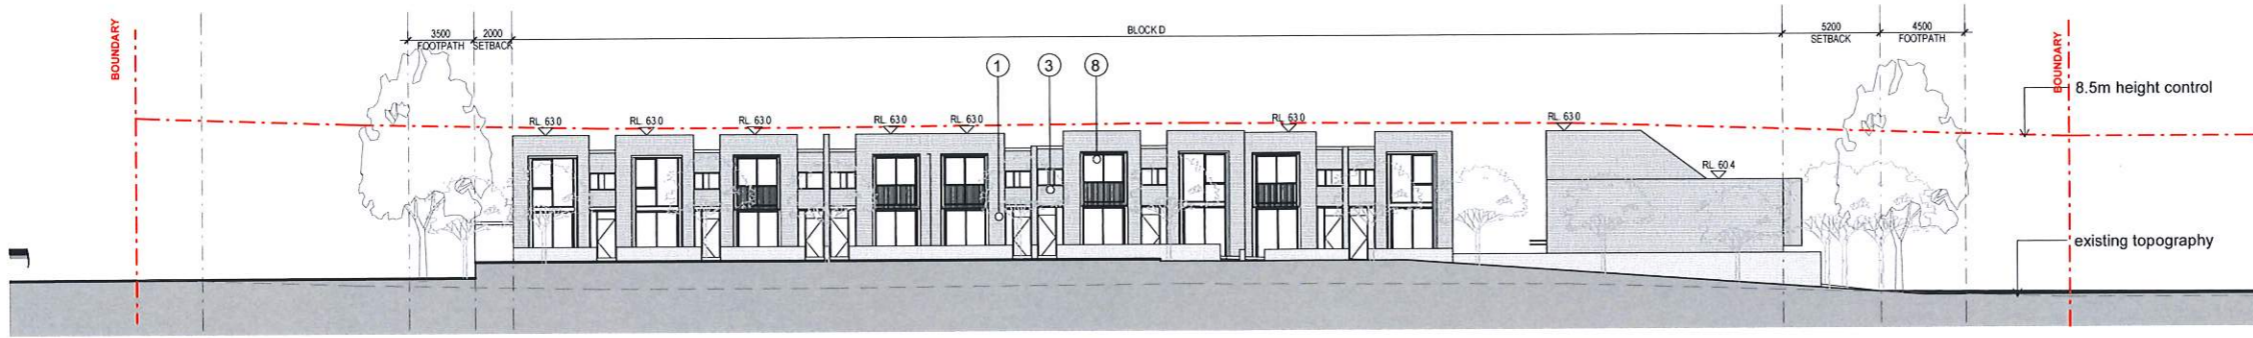 BOUNDARY
3500
FOOTPATH
2000
SETBACK
BLOCK D
5200
SETBACK
4500
FOOTPATH
BOUNDARY
1
3
8
8.5m height control
RL 63.0
RL 63.0
RL 63.0
RL 63.0
RL 63.0
RL 63.0
RL 63.0
RL 60.4
existing topography